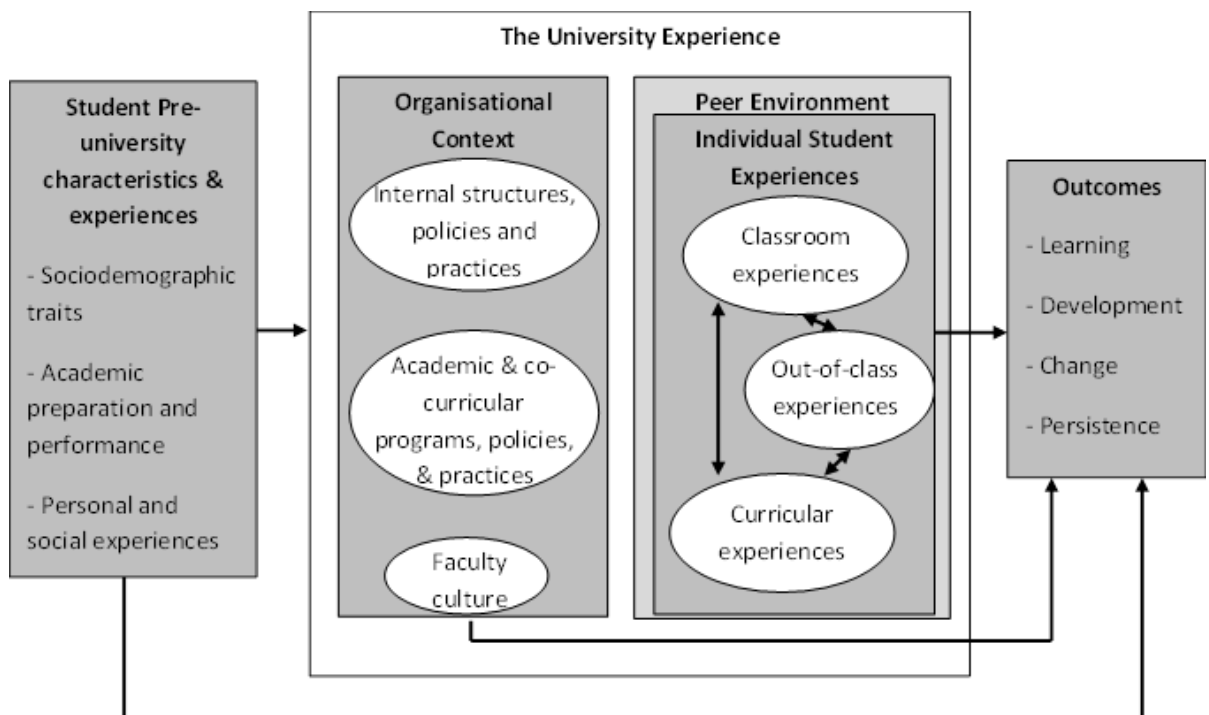 The University Experience
Student Pre-
university
characteristics &
experiences
- Sociodemographic
traits
- Academic
preparation and
performance
- Personal and
social experiences
Organisational
Context
Internal structures,
policies and
practices
Academic & co-
curricular
programs, policies,
& practices
Faculty
culture
Peer Environment
Individual Student
Experiences
Classroom
experiences
Out-of-class
experiences
Curricular
experiences
Outcomes
- Learning
- Development
- Change
- Persistence